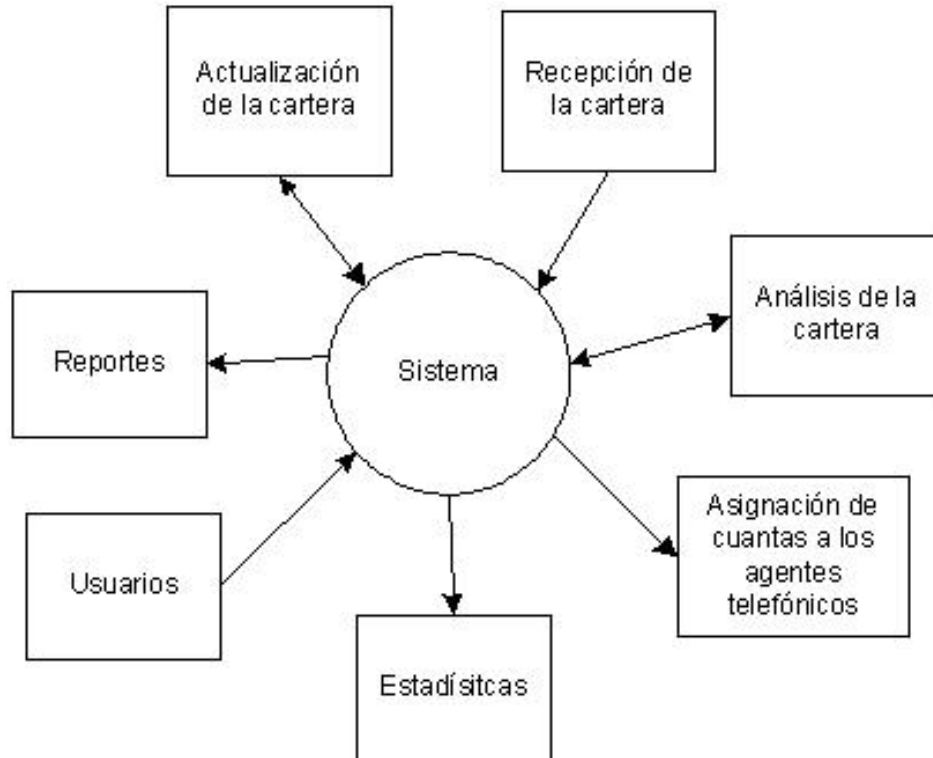 Actualización
de la cartera
Recepción de
la cartera
Análisis de la
cartera
Reportes
Sistema
Asignación de
cuantas a los
agentes
telefónicos
Usuarios
Estadísitcas